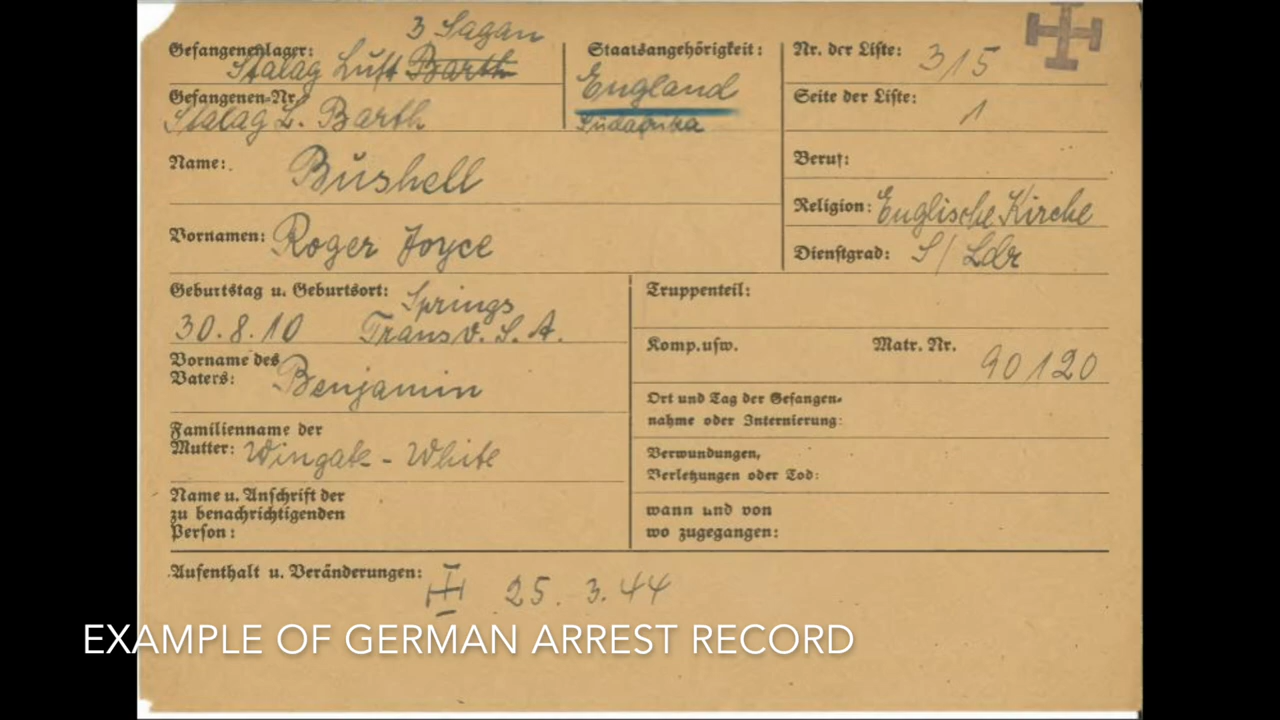 3 Sagan
Gefangenenlager: Stalag Luft Barth
Staatsangehörigkeit: England
Südafrika
Nr. der Liste: 315
Gefangenen-Nr. Stalag L. Barth
Seite der Liste: 1
Name: Bushell
Beruf:
Religion: Englische Kirche
Vornamen: Roger Joyce
Dienstgrad: S/Ldr
Geburtstag u. Geburtsort: Springs
30.8.10 Transv. S. A.
Truppenteil:
Komp.usw. Matr. Nr. 90120
Vorname des
Vaters: Benjamin
Ort und Tag der Gefangen-
nahme oder Internierung:
Familienname der
Mutter: Wingate-White
Verwundungen,
Verletzungen oder Tod:
Name u. Anschrift der
zu benachrichtigenden
Person:
wann und von
wo zugegangen:
Aufenthalt u. Veränderungen: 25. 3. 44
EXAMPLE OF GERMAN ARREST RECORD